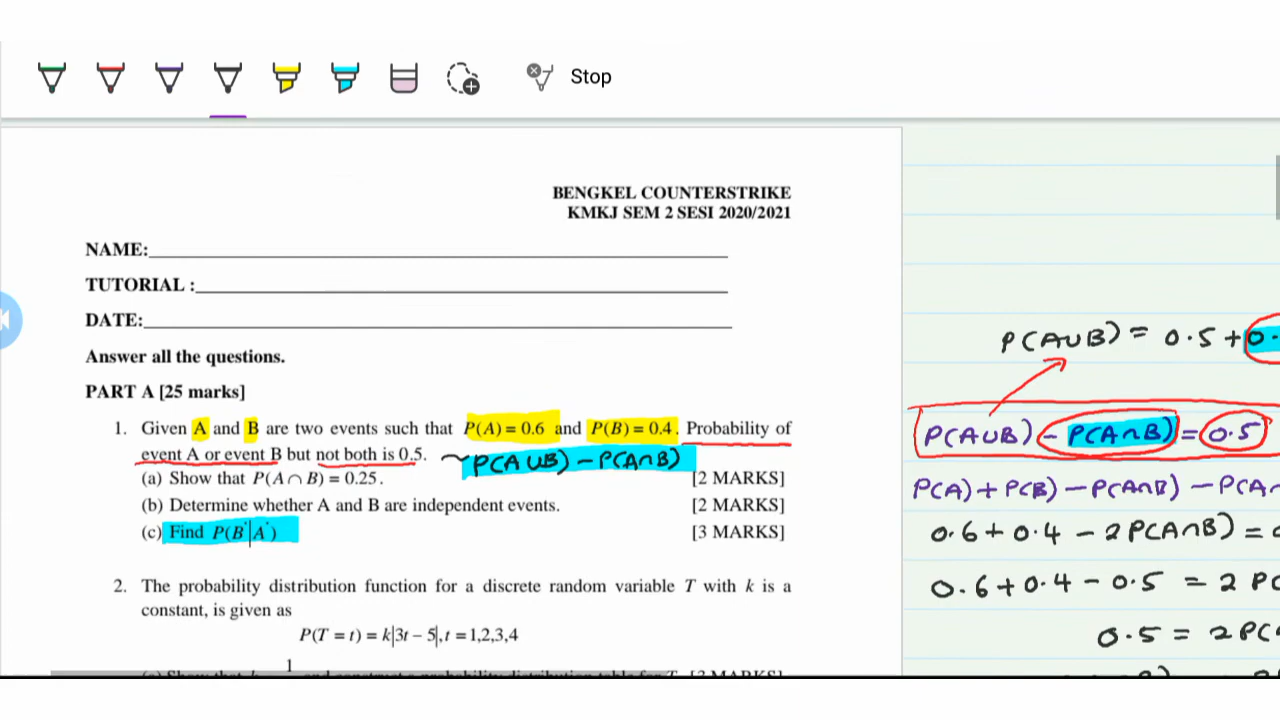 Stop
BENGKEL COUNTERSTRIKE
KMKJ SEM 2 SESI 2020/2021
NAME:
TUTORIAL :
DATE:
Answer all the questions.
PART A [25 marks]
1. Given A and B are two events such that P(A) = 0.6 and P(B) = 0.4. Probability of
event A or event B but not both is 0.5. ~ P(A∪B) - P(A∩B)
(a) Show that P(A ∩ B) = 0.25. [2 MARKS]
(b) Determine whether A and B are independent events. [2 MARKS]
(c) Find P(B'|A') [3 MARKS]
2. The probability distribution function for a discrete random variable T with k is a
constant, is given as
P(T = t) = k|3t − 5|, t = 1,2,3,4
P(A∪B) = 0.5 + 0.
P(A∪B) - P(A∩B) = 0.5
P(A) + P(B) - P(A∩B) - P(A∩
0.6 + 0.4 - 2P(A∩B) =
0.6 + 0.4 - 0.5 = 2 P(
0.5 = 2P(